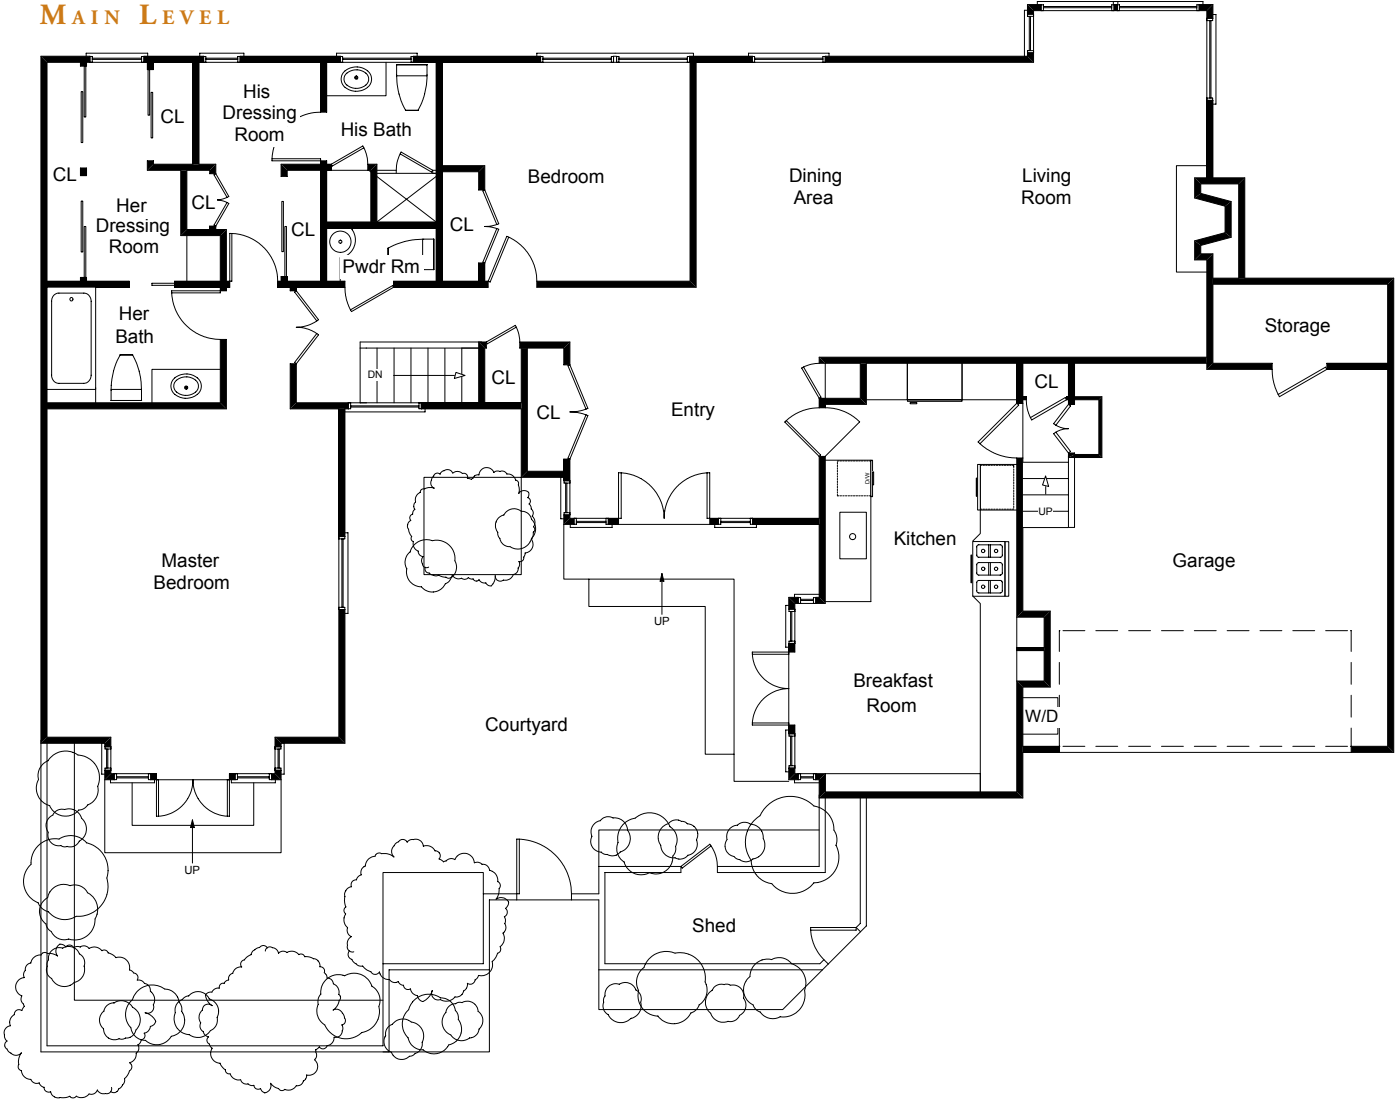 MAIN LEVEL
CL
His
Dressing
Room
His Bath
CL
Bedroom
Dining
Area
Living
Room
CL
Her
Dressing
Room
CL
CL
CL
Pwdr Rm
Her
Bath
Storage
DN
CL
CL
CL
Entry
D/W
UP
Kitchen
Master
Bedroom
Garage
UP
Breakfast
Room
Courtyard
W/D
UP
Shed